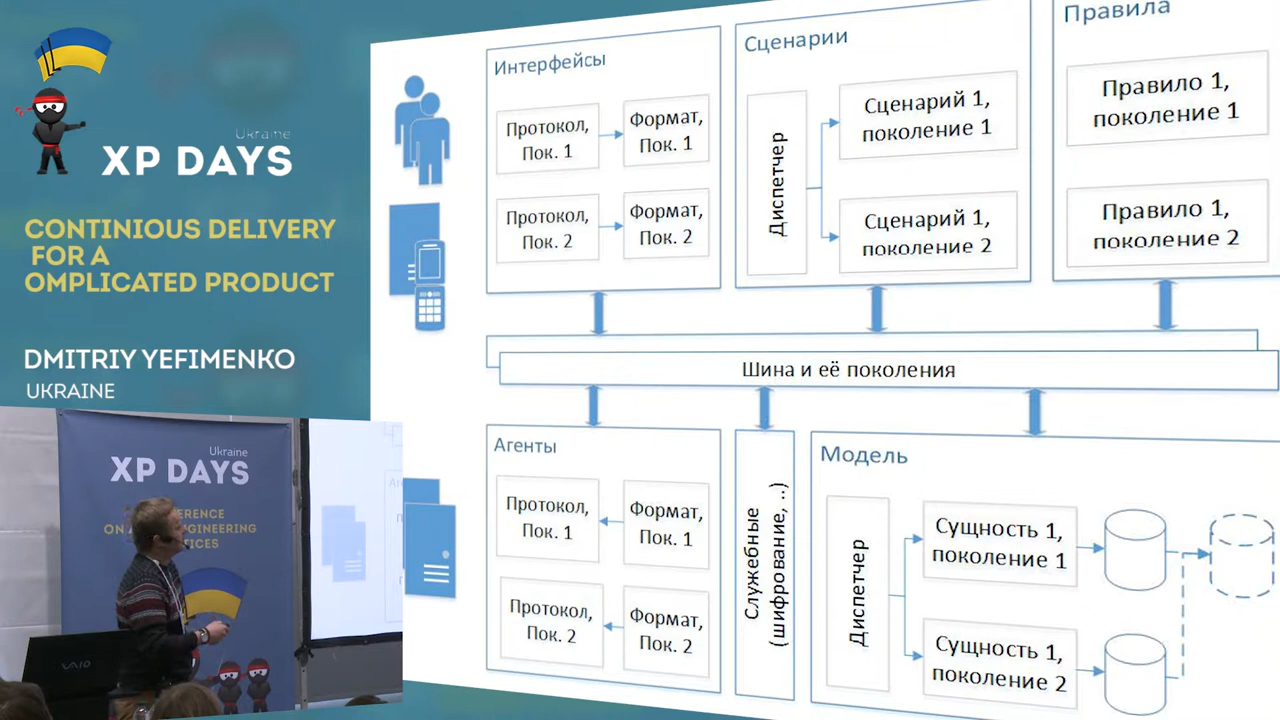 Ukraine
XP DAYS
CONTINIOUS DELIVERY
FOR A
OMPLICATED PRODUCT
DMITRIY YEFIMENKO
UKRAINE
Ukraine
XP DAYS
ON
VAIO
Интерфейсы
Протокол,
Пок. 1
Формат,
Пок. 1
Протокол,
Пок. 2
Формат,
Пок. 2
Сценарии
Диспетчер
Сценарий 1,
поколение 1
Сценарий 1,
поколение 2
Правила
Правило 1,
поколение 1
Правило 1,
поколение 2
Шина и её поколения
Агенты
Протокол,
Пок. 1
Формат,
Пок. 1
Протокол,
Пок. 2
Формат,
Пок. 2
Служебные
(шифрование, ..)
Модель
Диспетчер
Сущность 1,
поколение 1
Сущность 1,
поколение 2